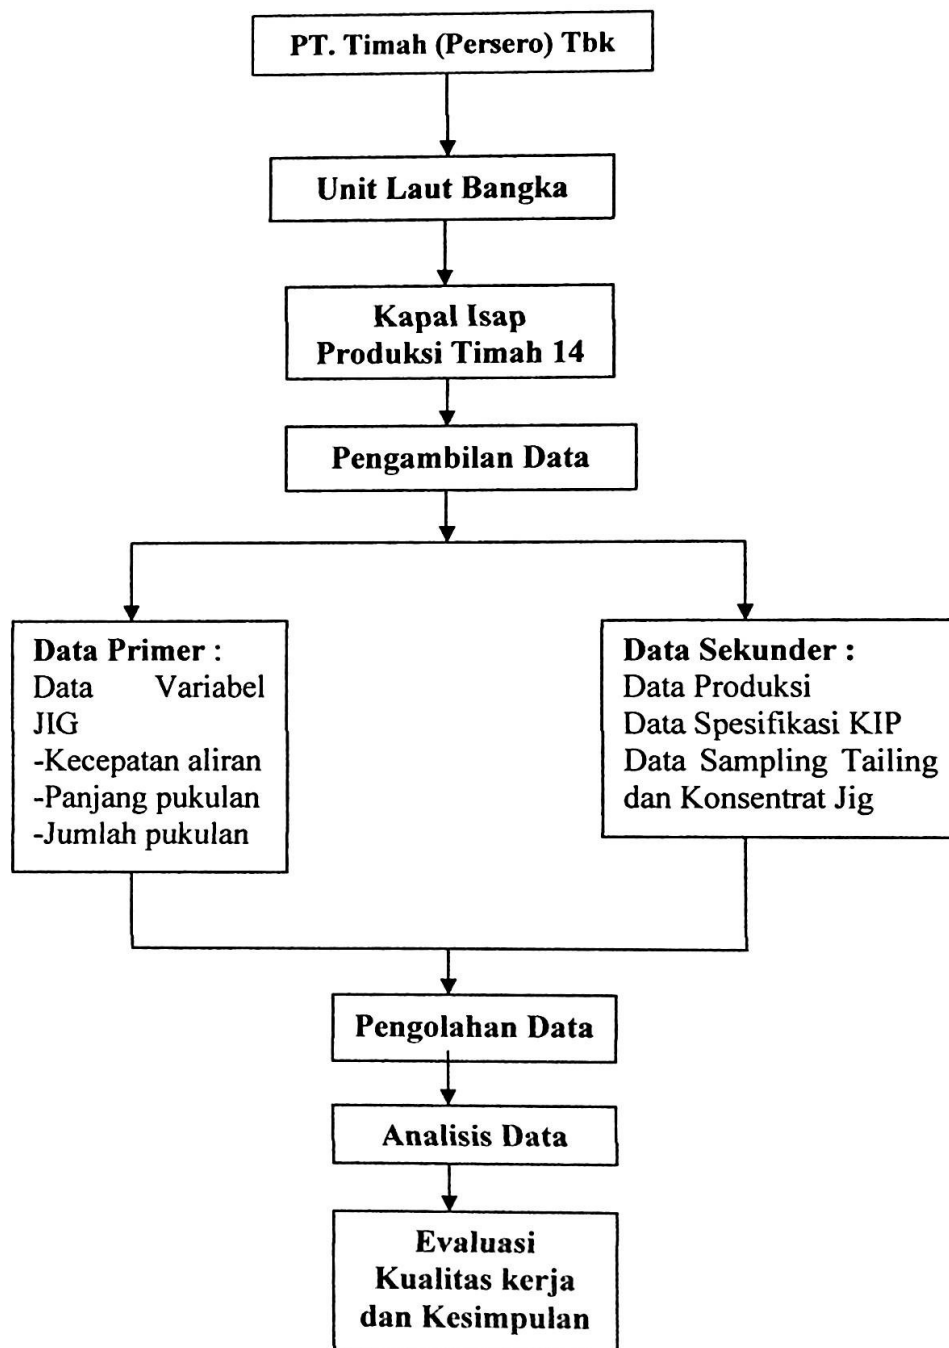 PT. Timah (Persero) Tbk
Unit Laut Bangka
Kapal Isap
Produksi Timah 14
Pengambilan Data
Data Primer :
Data Variabel
JIG
-Kecepatan aliran
-Panjang pukulan
-Jumlah pukulan
Data Sekunder :
Data Produksi
Data Spesifikasi KIP
Data Sampling Tailing
dan Konsentrat Jig
Pengolahan Data
Analisis Data
Evaluasi
Kualitas kerja
dan Kesimpulan